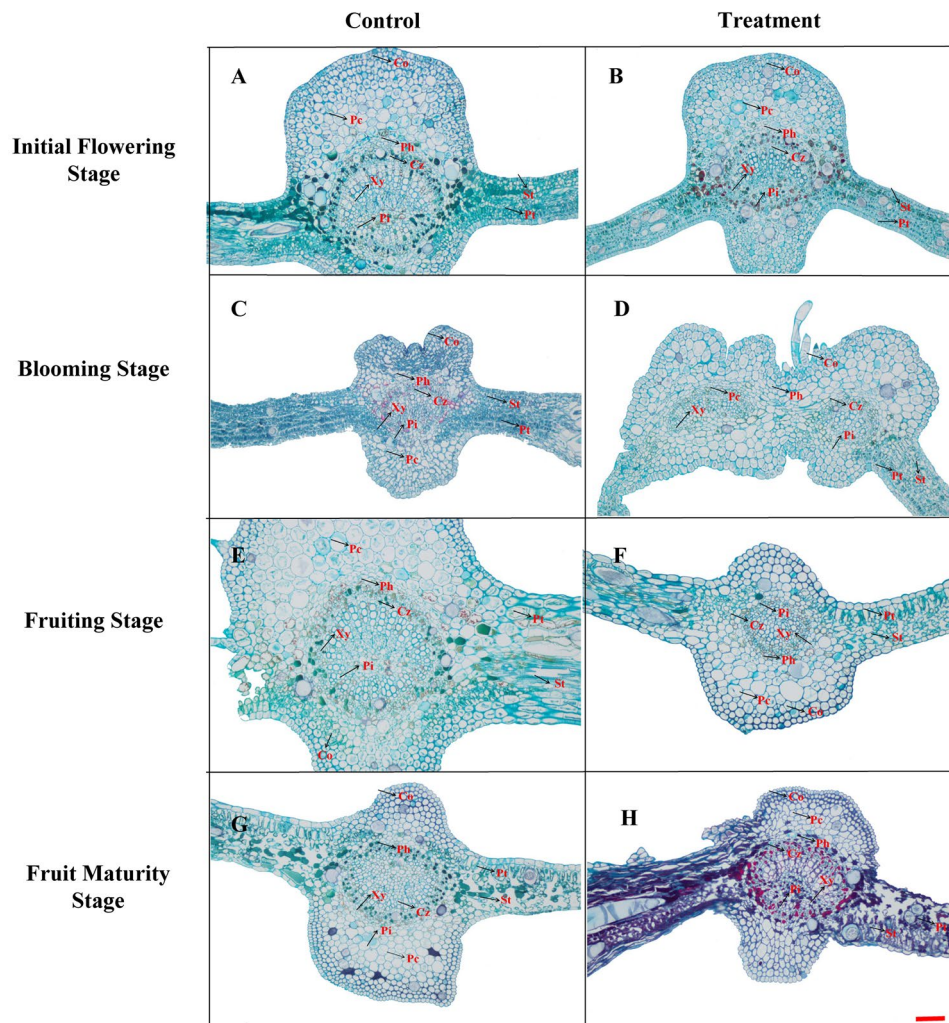 Control Treatment
Initial Flowering
Stage
A
Co
Pc
Ph
Cz
Xy
St
Pi
Pt
B
Co
Pc
Ph
Cz
Xy
Pi
St
Pt
Blooming Stage
C
Co
Ph
Cz
St
Xy
Pi
Pt
Pc
D
Co
Pc
Ph
Cz
Xy
Pi
Pt
St
Fruiting Stage
E
Pc
Ph
Cz
Pt
Xy
Pi
St
Co
F
Pi
Pt
Cz
Xy
St
Ph
Pc
Co
Fruit Maturity
Stage
G
Co
Ph
Pt
Xy
St
Cz
Pi
Pc
H
Co
Pc
Ph
Cz
Xy
Pi
St